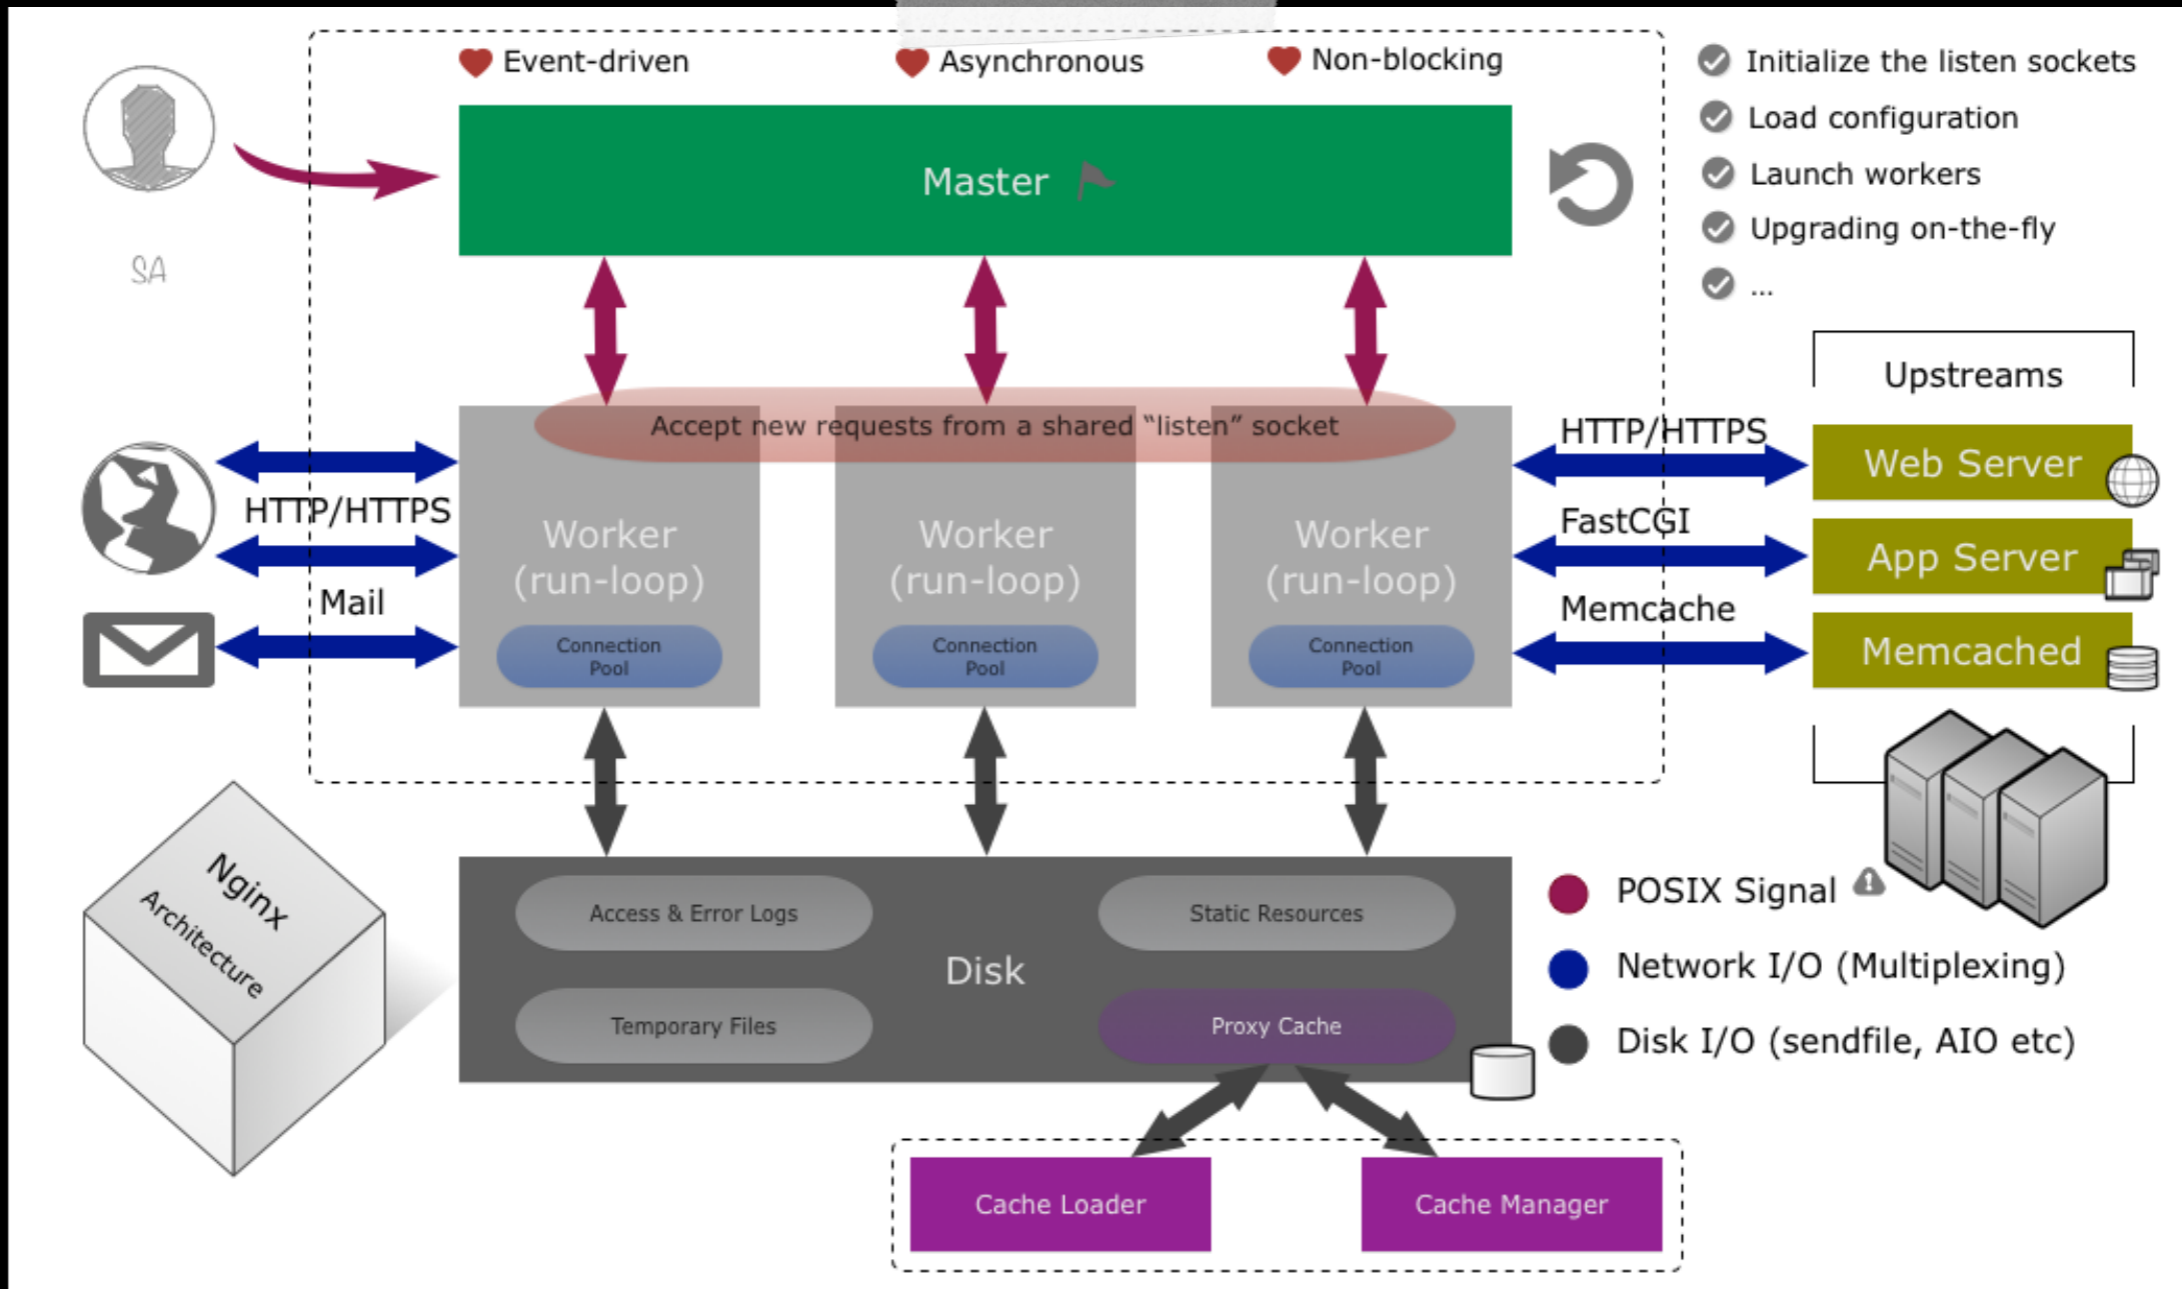 Event-driven
Asynchronous
Non-blocking
Master
SA
Initialize the listen sockets
Load configuration
Launch workers
Upgrading on-the-fly
...
Accept new requests from a shared “listen” socket
HTTP/HTTPS
Mail
Worker
(run-loop)
Connection
Pool
Worker
(run-loop)
Connection
Pool
Worker
(run-loop)
Connection
Pool
HTTP/HTTPS
FastCGI
Memcache
Upstreams
Web Server
App Server
Memcached
Nginx
Architecture
Access & Error Logs
Static Resources
Disk
Temporary Files
Proxy Cache
POSIX Signal
Network I/O (Multiplexing)
Disk I/O (sendfile, AIO etc)
Cache Loader
Cache Manager